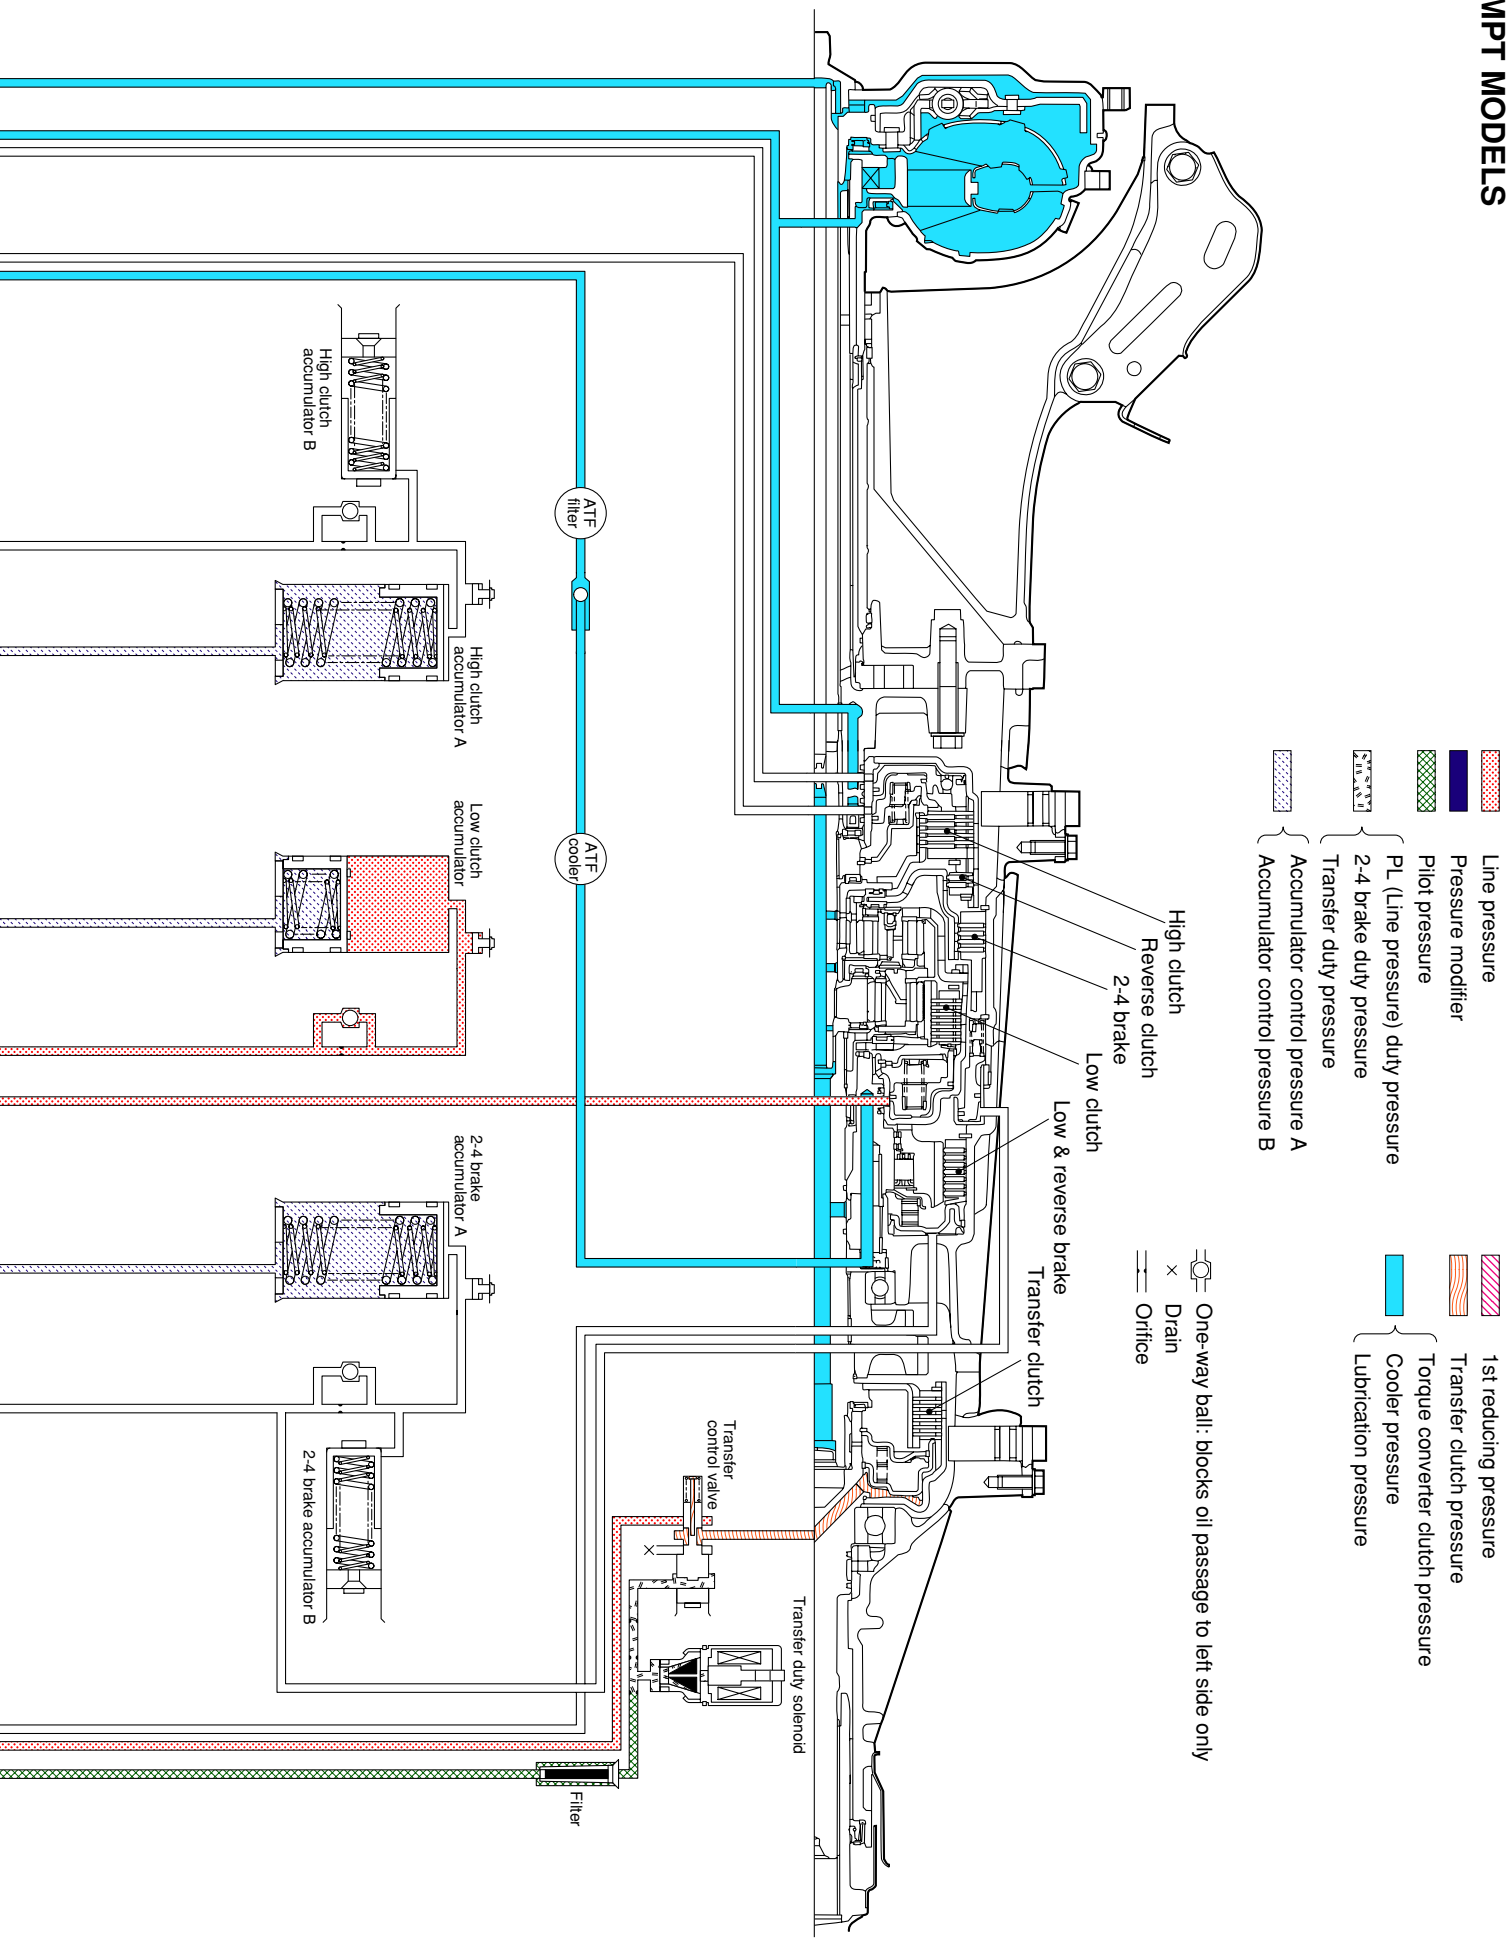 MPT MODELS
Line pressure
Pressure modifier
Pilot pressure
PL (Line pressure) duty pressure
2-4 brake duty pressure
Transfer duty pressure
Accumulator control pressure A
Accumulator control pressure B
1st reducing pressure
Transfer clutch pressure
Torque converter clutch pressure
Cooler pressure
Lubrication pressure
One-way ball: blocks oil passage to left side only
Drain
Orifice
High clutch
Reverse clutch
2-4 brake
Low clutch
Low & reverse brake
Transfer clutch
Transfer duty solenoid
Transfer
control valve
ATF
filter
ATF
cooler
High clutch
accumulator B
High clutch
accumulator A
Low clutch
accumulator
2-4 brake
accumulator A
2-4 brake accumulator B
Filter